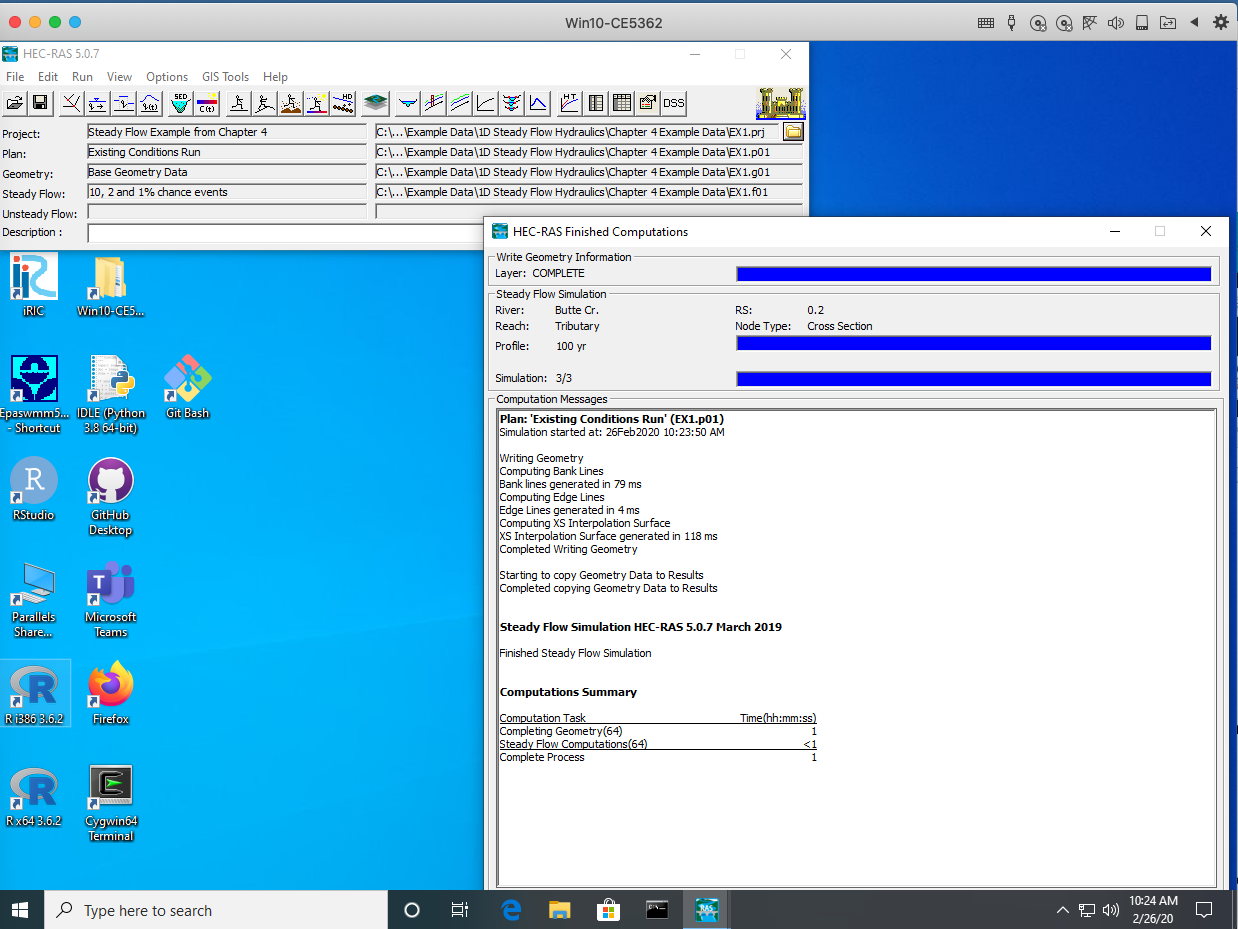 Win10-CE5362
HEC-RAS 5.0.7
File Edit Run View Options GIS Tools Help
SED C(t) HD H.T. DSS
Project: Steady Flow Example from Chapter 4 C:\...\Example Data\1D Steady Flow Hydraulics\Chapter 4 Example Data\EX1.prj
Plan: Existing Conditions Run C:\...\Example Data\1D Steady Flow Hydraulics\Chapter 4 Example Data\EX1.p01
Geometry: Base Geometry Data C:\...\Example Data\1D Steady Flow Hydraulics\Chapter 4 Example Data\EX1.g01
Steady Flow: 10, 2 and 1% chance events C:\...\Example Data\1D Steady Flow Hydraulics\Chapter 4 Example Data\EX1.f01
Unsteady Flow:
Description :
HEC-RAS Finished Computations
Write Geometry Information
Layer: COMPLETE
Steady Flow Simulation
River: Butte Cr. RS: 0.2
Reach: Tributary Node Type: Cross Section
Profile: 100 yr
Simulation: 3/3
Computation Messages
Plan: 'Existing Conditions Run' (EX1.p01)
Simulation started at: 26Feb2020 10:23:50 AM
Writing Geometry
Computing Bank Lines
Bank lines generated in 79 ms
Computing Edge Lines
Edge Lines generated in 4 ms
Computing XS Interpolation Surface
XS Interpolation Surface generated in 118 ms
Completed Writing Geometry
Starting to copy Geometry Data to Results
Completed copying Geometry Data to Results
Steady Flow Simulation HEC-RAS 5.0.7 March 2019
Finished Steady Flow Simulation
Computations Summary
Computation Task Time(hh:mm:ss)
Completing Geometry(64) 1
Steady Flow Computations(64) <1
Complete Process 1
iRIC
Win10-CE5...
Epaswmm5...
- Shortcut
IDLE (Python
3.8 64-bit)
Git Bash
RStudio
GitHub
Desktop
Parallels
Share...
Microsoft
Teams
R i386 3.6.2
Firefox
R x64 3.6.2
Cygwin64
Terminal
Type here to search
RAS
10:24 AM
2/26/20